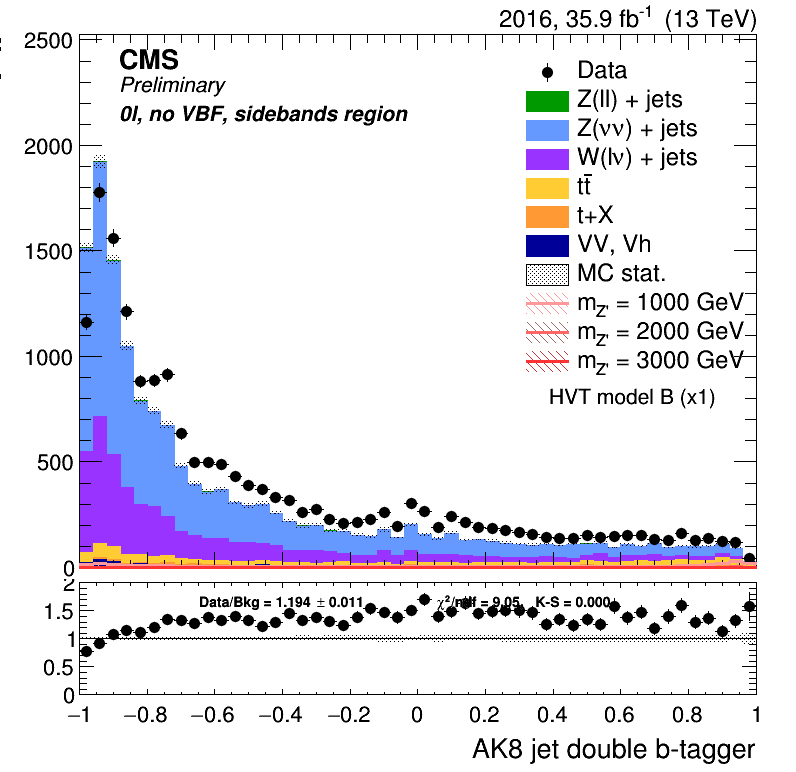 2016, 35.9 fb⁻¹ (13 TeV)
2500
CMS
Preliminary
0l, no VBF, sidebands region
Data
Z(ll) + jets
Z(νν) + jets
W(lν) + jets
tt̄
t+X
VV, Vh
MC stat.
m_Z' = 1000 GeV
m_Z' = 2000 GeV
m_Z' = 3000 GeV
HVT model B (x1)
2000
1500
1000
500
0
2
Data/Bkg = 1.194 ± 0.011 χ²/ndf = 9.05 K-S = 0.000
1.5
1
0.5
0
−1 −0.8 −0.6 −0.4 −0.2 0 0.2 0.4 0.6 0.8 1
AK8 jet double b-tagger